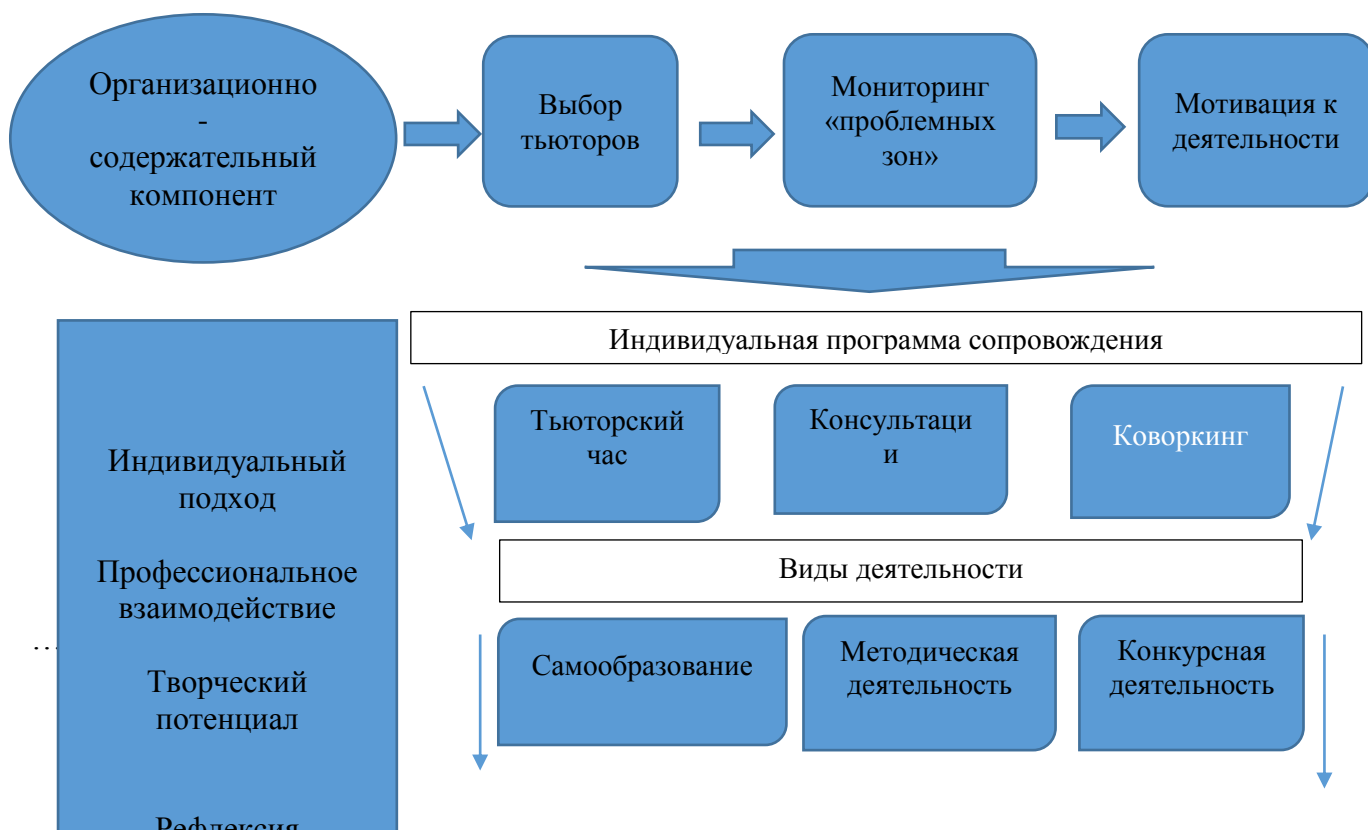 Организационно
-
содержательный
компонент
Выбор
тьюторов
Мониторинг
«проблемных
зон»
Мотивация к
деятельности
Индивидуальная программа сопровождения
Тьюторский
час
Консультаци
и
Коворкинг
Виды деятельности
Самообразование
Методическая
деятельность
Конкурсная
деятельность
Индивидуальный
подход
Профессиональное
взаимодействие
…
Творческий
потенциал
Рефлексия